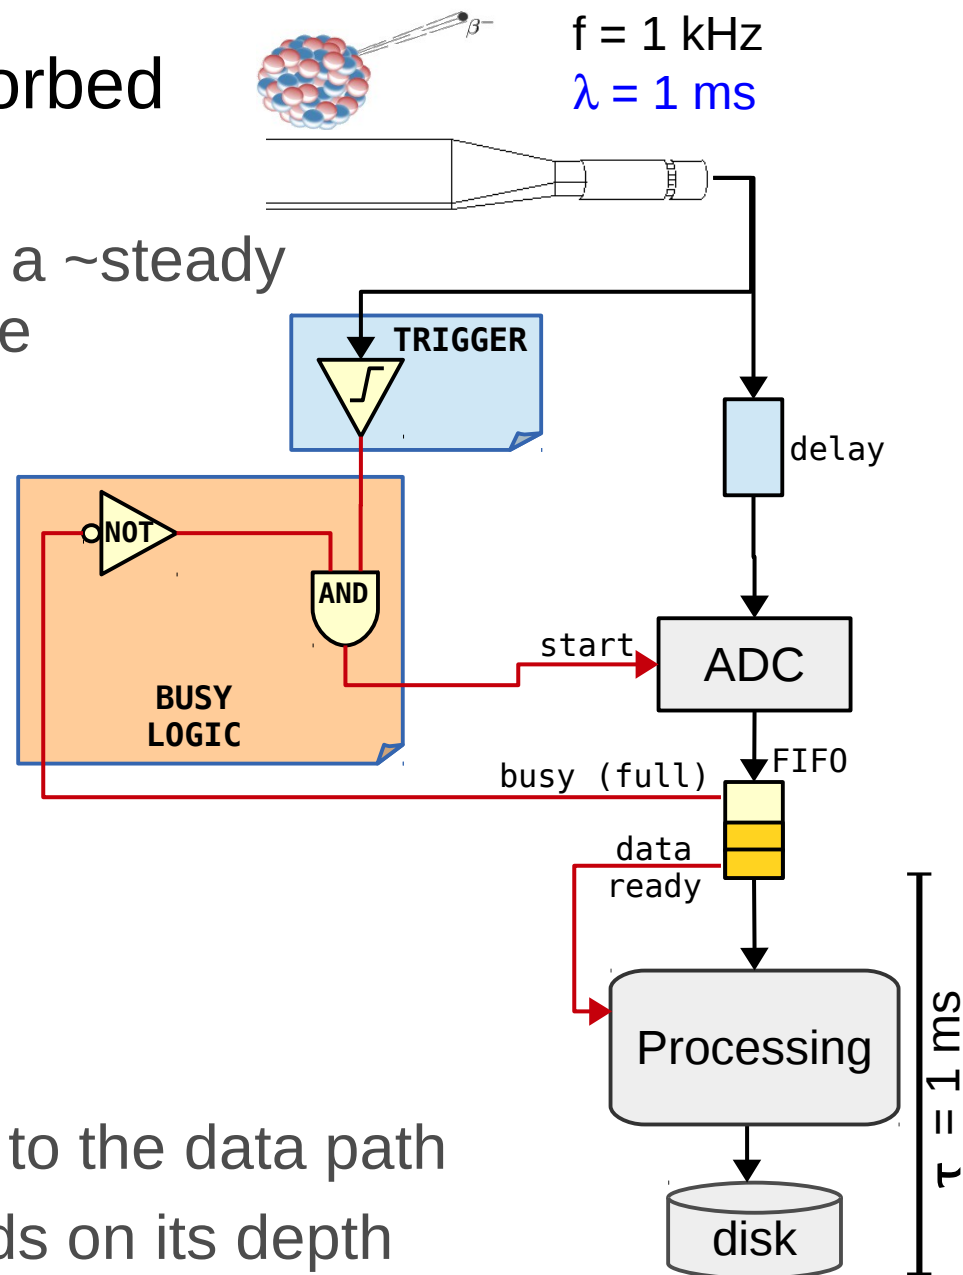 β⁻
f = 1 kHz
λ = 1 ms
orbed
a ~steady
e
TRIGGER
delay
NOT
AND
start
ADC
BUSY
LOGIC
FIFO
busy (full)
data
ready
Processing
τ = 1 ms
to the data path
ds on its depth
disk